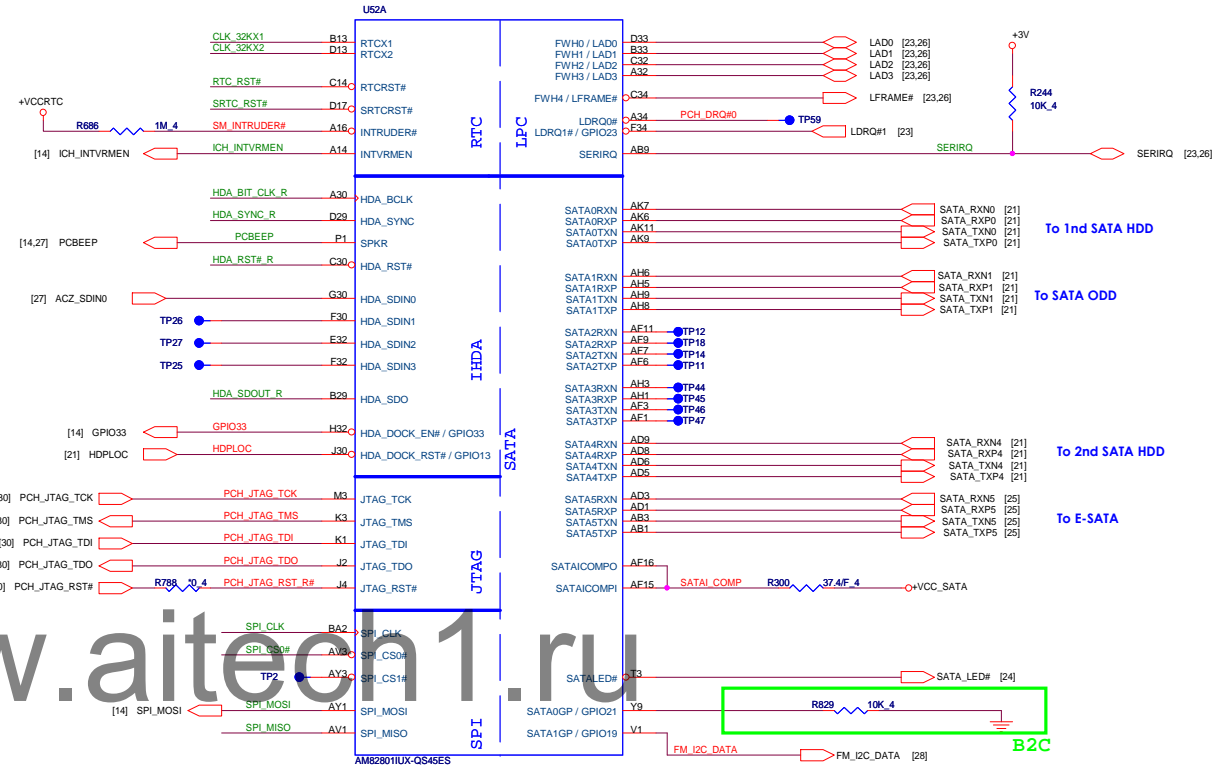 U52A
CLK_32KX1 B13 RTCX1
CLK_32KX2 D13 RTCX2
RTC_RST# C14 RTCRST#
SRTC_RST# D17 SRTCRST#
+VCCRTC
R686 1M_4 SM_INTRUDER# A16 INTRUDER#
[14] ICH_INTVRMEN ICH_INTVRMEN A14 INTVRMEN
RTC
LPC
FWH0 / LAD0 D33 LAD0 [23,26]
FWH1 / LAD1 B33 LAD1 [23,26]
FWH2 / LAD2 C32 LAD2 [23,26]
FWH3 / LAD3 A32 LAD3 [23,26]
FWH4 / LFRAME# C34 LFRAME# [23,26]
LDRQ0# A34 PCH_DRQ#0 TP59
LDRQ1# / GPIO23 F34 LDRQ#1 [23]
SERIRQ AB9 SERIRQ SERIRQ [23,26]
+3V
R244
10K_4
HDA_BIT_CLK_R A30 HDA_BCLK
HDA_SYNC_R D29 HDA_SYNC
[14,27] PCBEEP PCBEEP P1 SPKR
HDA_RST#_R C30 HDA_RST#
[27] ACZ_SDIN0 G30 HDA_SDIN0
TP26 F30 HDA_SDIN1
TP27 E32 HDA_SDIN2
TP25 F32 HDA_SDIN3
HDA_SDOUT_R B29 HDA_SDO
[14] GPIO33 GPIO33 H32 HDA_DOCK_EN# / GPIO33
[21] HDPLOC HDPLOC J30 HDA_DOCK_RST# / GPIO13
IHDA
SATA
SATA0RXN AK7 SATA_RXN0 [21]
SATA0RXP AK6 SATA_RXP0 [21]
SATA0TXN AK11 SATA_TXN0 [21]
SATA0TXP AK9 SATA_TXP0 [21]
To 1nd SATA HDD
SATA1RXN AH6 SATA_RXN1 [21]
SATA1RXP AH5 SATA_RXP1 [21]
SATA1TXN AH9 SATA_TXN1 [21]
SATA1TXP AH8 SATA_TXP1 [21]
To SATA ODD
SATA2RXN AF11 TP12
SATA2RXP AF9 TP18
SATA2TXN AF7 TP14
SATA2TXP AF6 TP11
SATA3RXN AH3 TP44
SATA3RXP AH1 TP45
SATA3TXN AF3 TP46
SATA3TXP AF1 TP47
SATA4RXN AD9 SATA_RXN4 [21]
SATA4RXP AD8 SATA_RXP4 [21]
SATA4TXN AD6 SATA_TXN4 [21]
SATA4TXP AD5 SATA_TXP4 [21]
To 2nd SATA HDD
SATA5RXN AD3 SATA_RXN5 [25]
SATA5RXP AD1 SATA_RXP5 [25]
SATA5TXN AB3 SATA_TXN5 [25]
SATA5TXP AB1 SATA_TXP5 [25]
To E-SATA
30] PCH_JTAG_TCK PCH_JTAG_TCK M3 JTAG_TCK
30] PCH_JTAG_TMS PCH_JTAG_TMS K3 JTAG_TMS
[30] PCH_JTAG_TDI PCH_JTAG_TDI K1 JTAG_TDI
30] PCH_JTAG_TDO PCH_JTAG_TDO J2 JTAG_TDO
0] PCH_JTAG_RST# R788 *0_4 PCH_JTAG_RST_R# J4 JTAG_RST#
JTAG
SATAICOMPO AF16
SATAICOMPI AF15 SATAI_COMP R300 37.4/F_4 +VCC_SATA
SPI_CLK BA2 SPI_CLK
SPI_CS0# AV3 SPI_CS0#
TP2 AY3 SPI_CS1#
[14] SPI_MOSI SPI_MOSI AY1 SPI_MOSI
SPI_MISO AV1 SPI_MISO
SPI
SATALED# T3 SATA_LED# [24]
SATA0GP / GPIO21 Y9 R829 10K_4
B2C
SATA1GP / GPIO19 V1 FM_I2C_DATA FM_I2C_DATA [28]
AM82801IUX-QS45ES
w.aitech1.ru